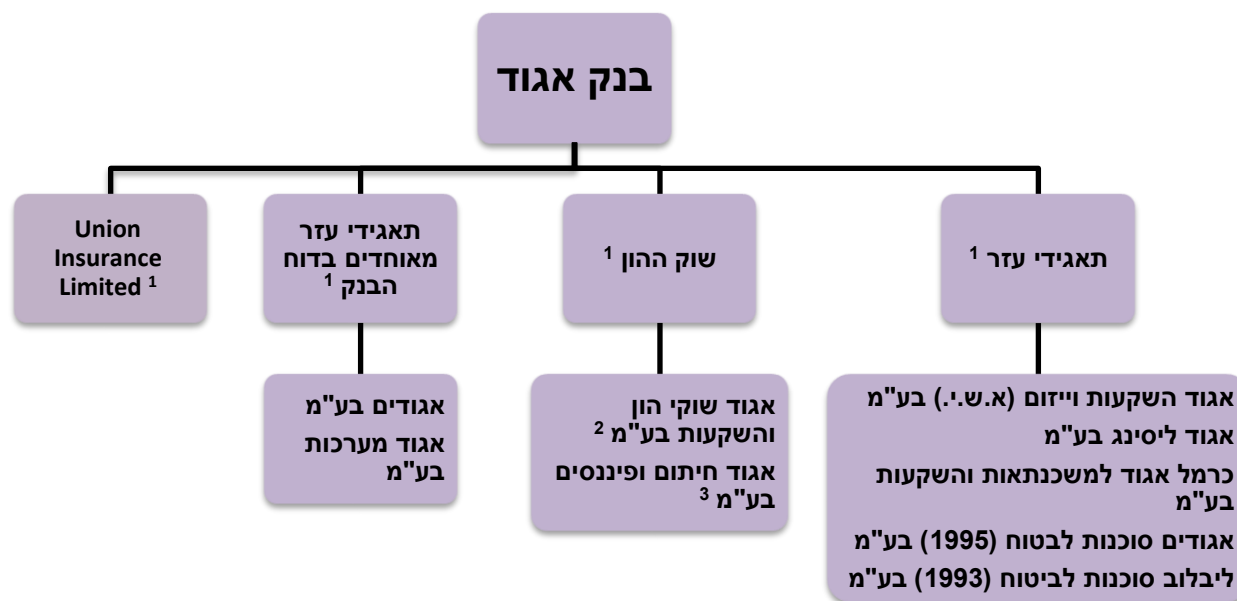 בנק אגוד
תאגידי עזר 1
שוק ההון 1
תאגידי עזר
מאוחדים בדוח
הבנק 1
Union
Insurance
Limited 1
אגוד השקעות וייזום (א.ש.י.) בע"מ
אגוד ליסינג בע"מ
כרמל אגוד למשכנתאות והשקעות
בע"מ
אגודים סוכנות לבטוח (1995) בע"מ
ליבלוב סוכנות לביטוח (1993) בע"מ
אגוד שוקי הון
והשקעות בע"מ 2
אגוד חיתום ופיננסים
בע"מ 3
אגודים בע"מ
אגוד מערכות
בע"מ